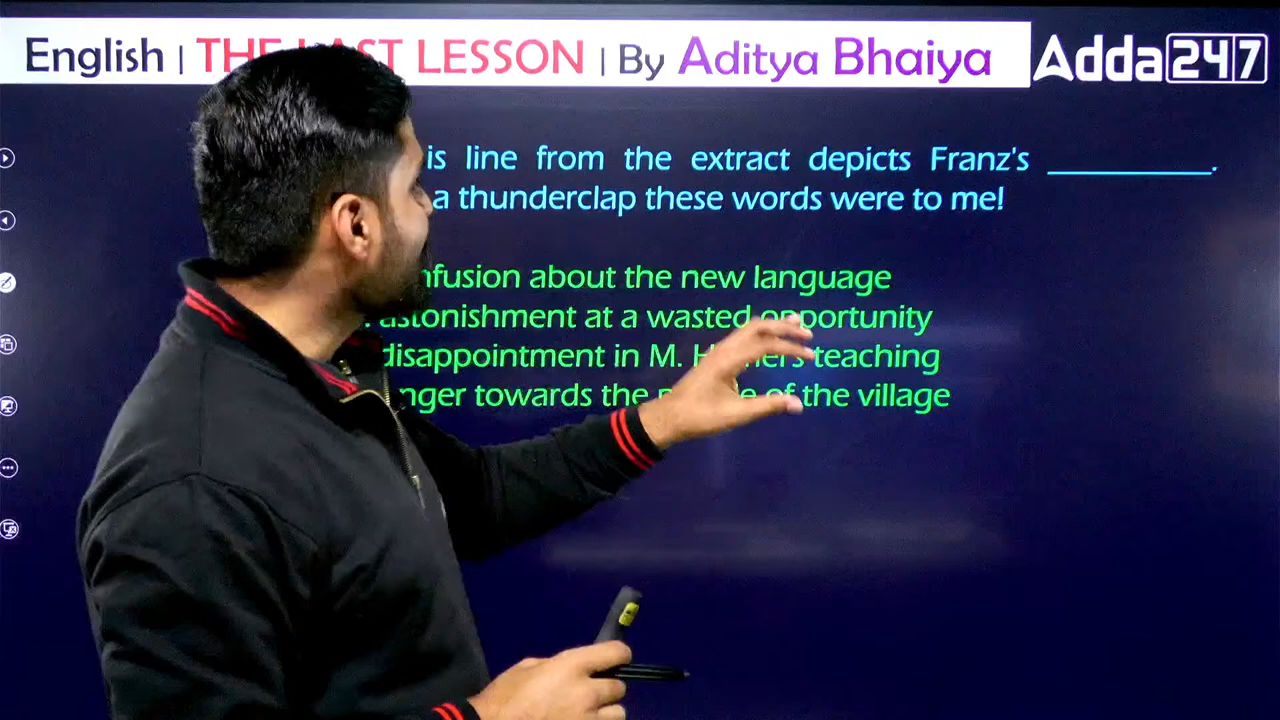 English | THE LAST LESSON | By Aditya Bhaiya
Adda247
is line from the extract depicts Franz's __________.
a thunderclap these words were to me!
nfusion about the new language
astonishment at a wasted opportunity
disappointment in M. teaching
nger towards the of the village